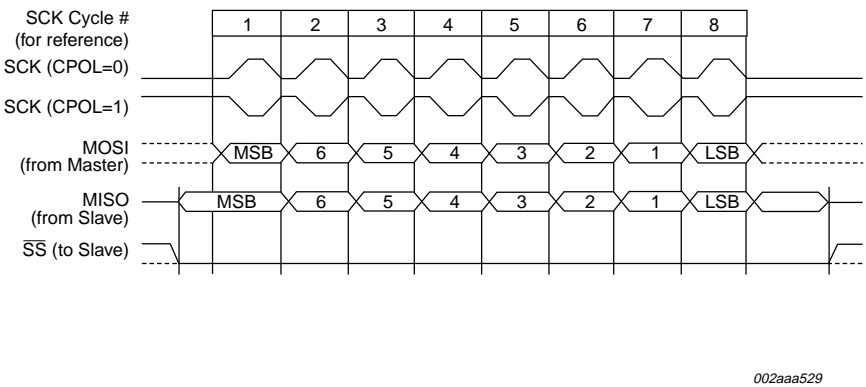 SCK Cycle #
(for reference)
1 2 3 4 5 6 7 8
SCK (CPOL=0)
SCK (CPOL=1)
MOSI
(from Master)
MSB 6 5 4 3 2 1 LSB
MISO
(from Slave)
MSB 6 5 4 3 2 1 LSB
SS (to Slave)
002aaa529